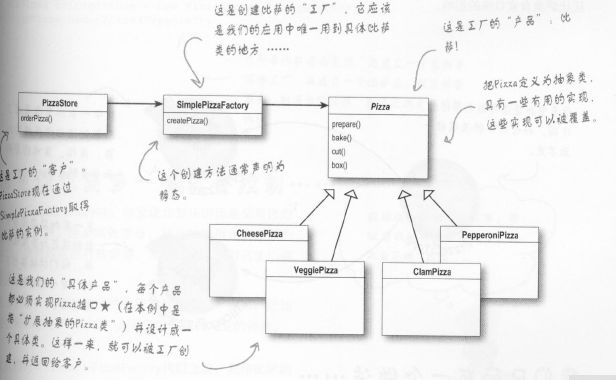 这是创建比萨的“工厂”，它应该
是我们的应用中唯一用到具体比萨
类的地方……
这是工厂的“产品”：比
萨！
PizzaStore
orderPizza()
SimplePizzaFactory
createPizza()
Pizza
prepare()
bake()
cut()
box()
把Pizza定义为抽象类，
具有一些有用的实现，
这些实现可以被覆盖。
这个创建方法通常声明为
静态。
是工厂的“客户”。
PizzaStore现在通过
SimplePizzaFactory取得
比萨的实例。
CheesePizza
VeggiePizza
ClamPizza
PepperoniPizza
这是我们的“具体产品”，每个产品
都必须实现Pizza接口★（在本例中是
指“扩展抽象的Pizza类”）并设计成一
个具体类。这样一来，就可以被工厂创
建，并返回给客户。